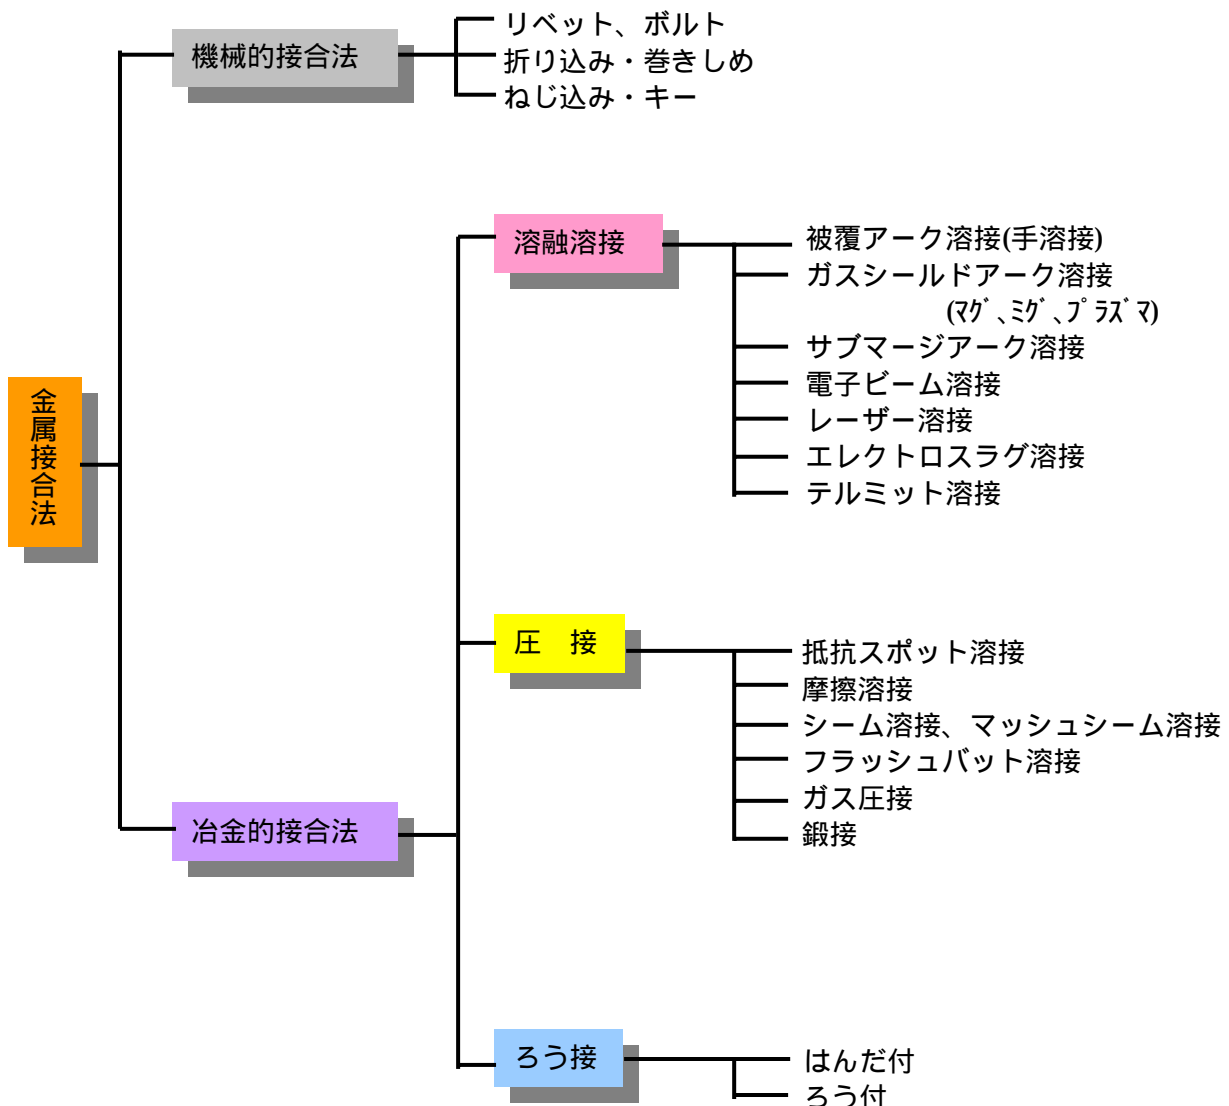 金属接合法
機械的接合法
リベット、ボルト
折り込み・巻きしめ
ねじ込み・キー
冶金的接合法
溶融溶接
被覆アーク溶接(手溶接)
ガスシールドアーク溶接
(ﾏｸﾞ、ﾐｸﾞ、ﾌﾟﾗｽﾞﾏ)
サブマージアーク溶接
電子ビーム溶接
レーザー溶接
エレクトロスラグ溶接
テルミット溶接
圧　接
抵抗スポット溶接
摩擦溶接
シーム溶接、マッシュシーム溶接
フラッシュバット溶接
ガス圧接
鍛接
ろう接
はんだ付
ろう付